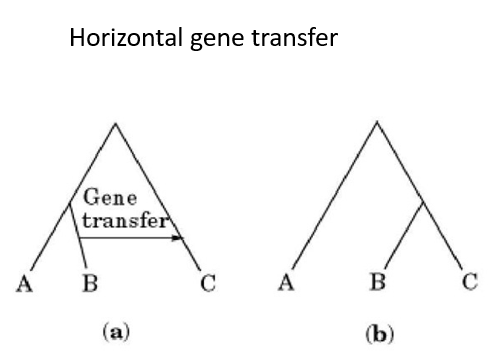 Horizontal gene transfer
Gene
transfer
A B C
A B C
(a)
(b)